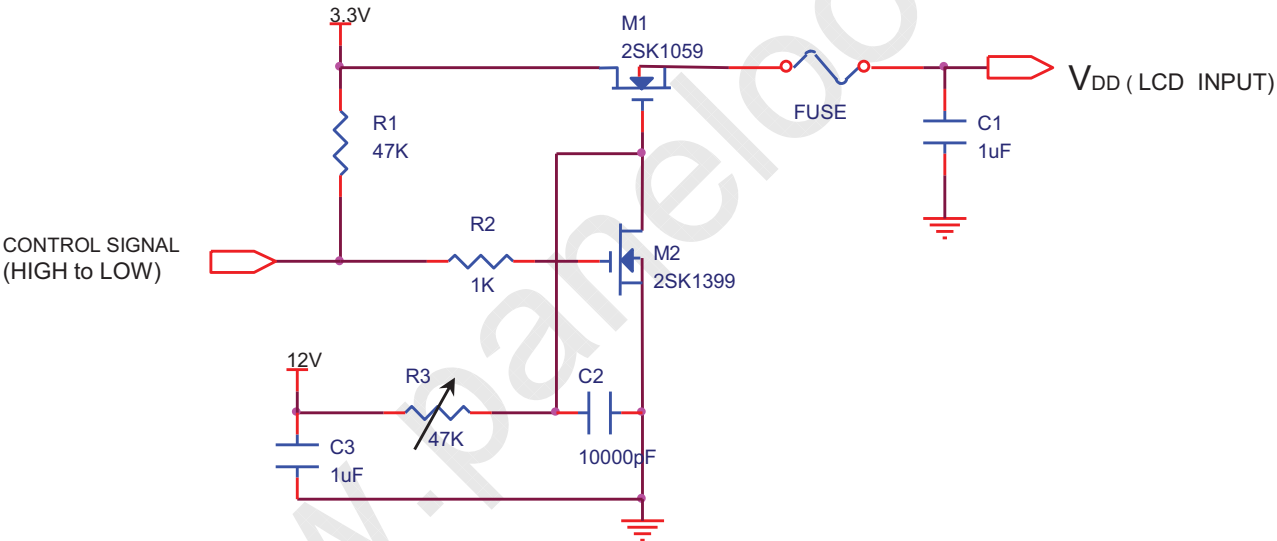 3.3V
M1
2SK1059
FUSE
VDD ( LCD INPUT)
C1
1uF
R1
47K
CONTROL SIGNAL
(HIGH to LOW)
R2
1K
M2
2SK1399
12V
R3
47K
C2
10000pF
C3
1uF
w.paneloo